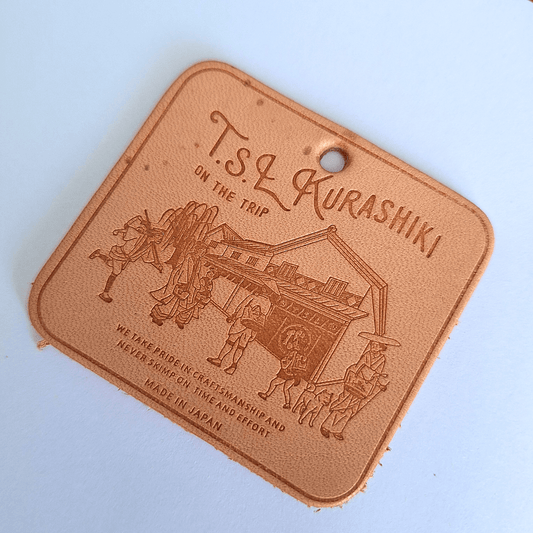 T.S.L KURASHIKI
ON THE TRIP
WE TAKE PRIDE IN CRAFTSMANSHIP AND
NEVER SKIMP ON TIME AND EFFORT
MADE IN JAPAN